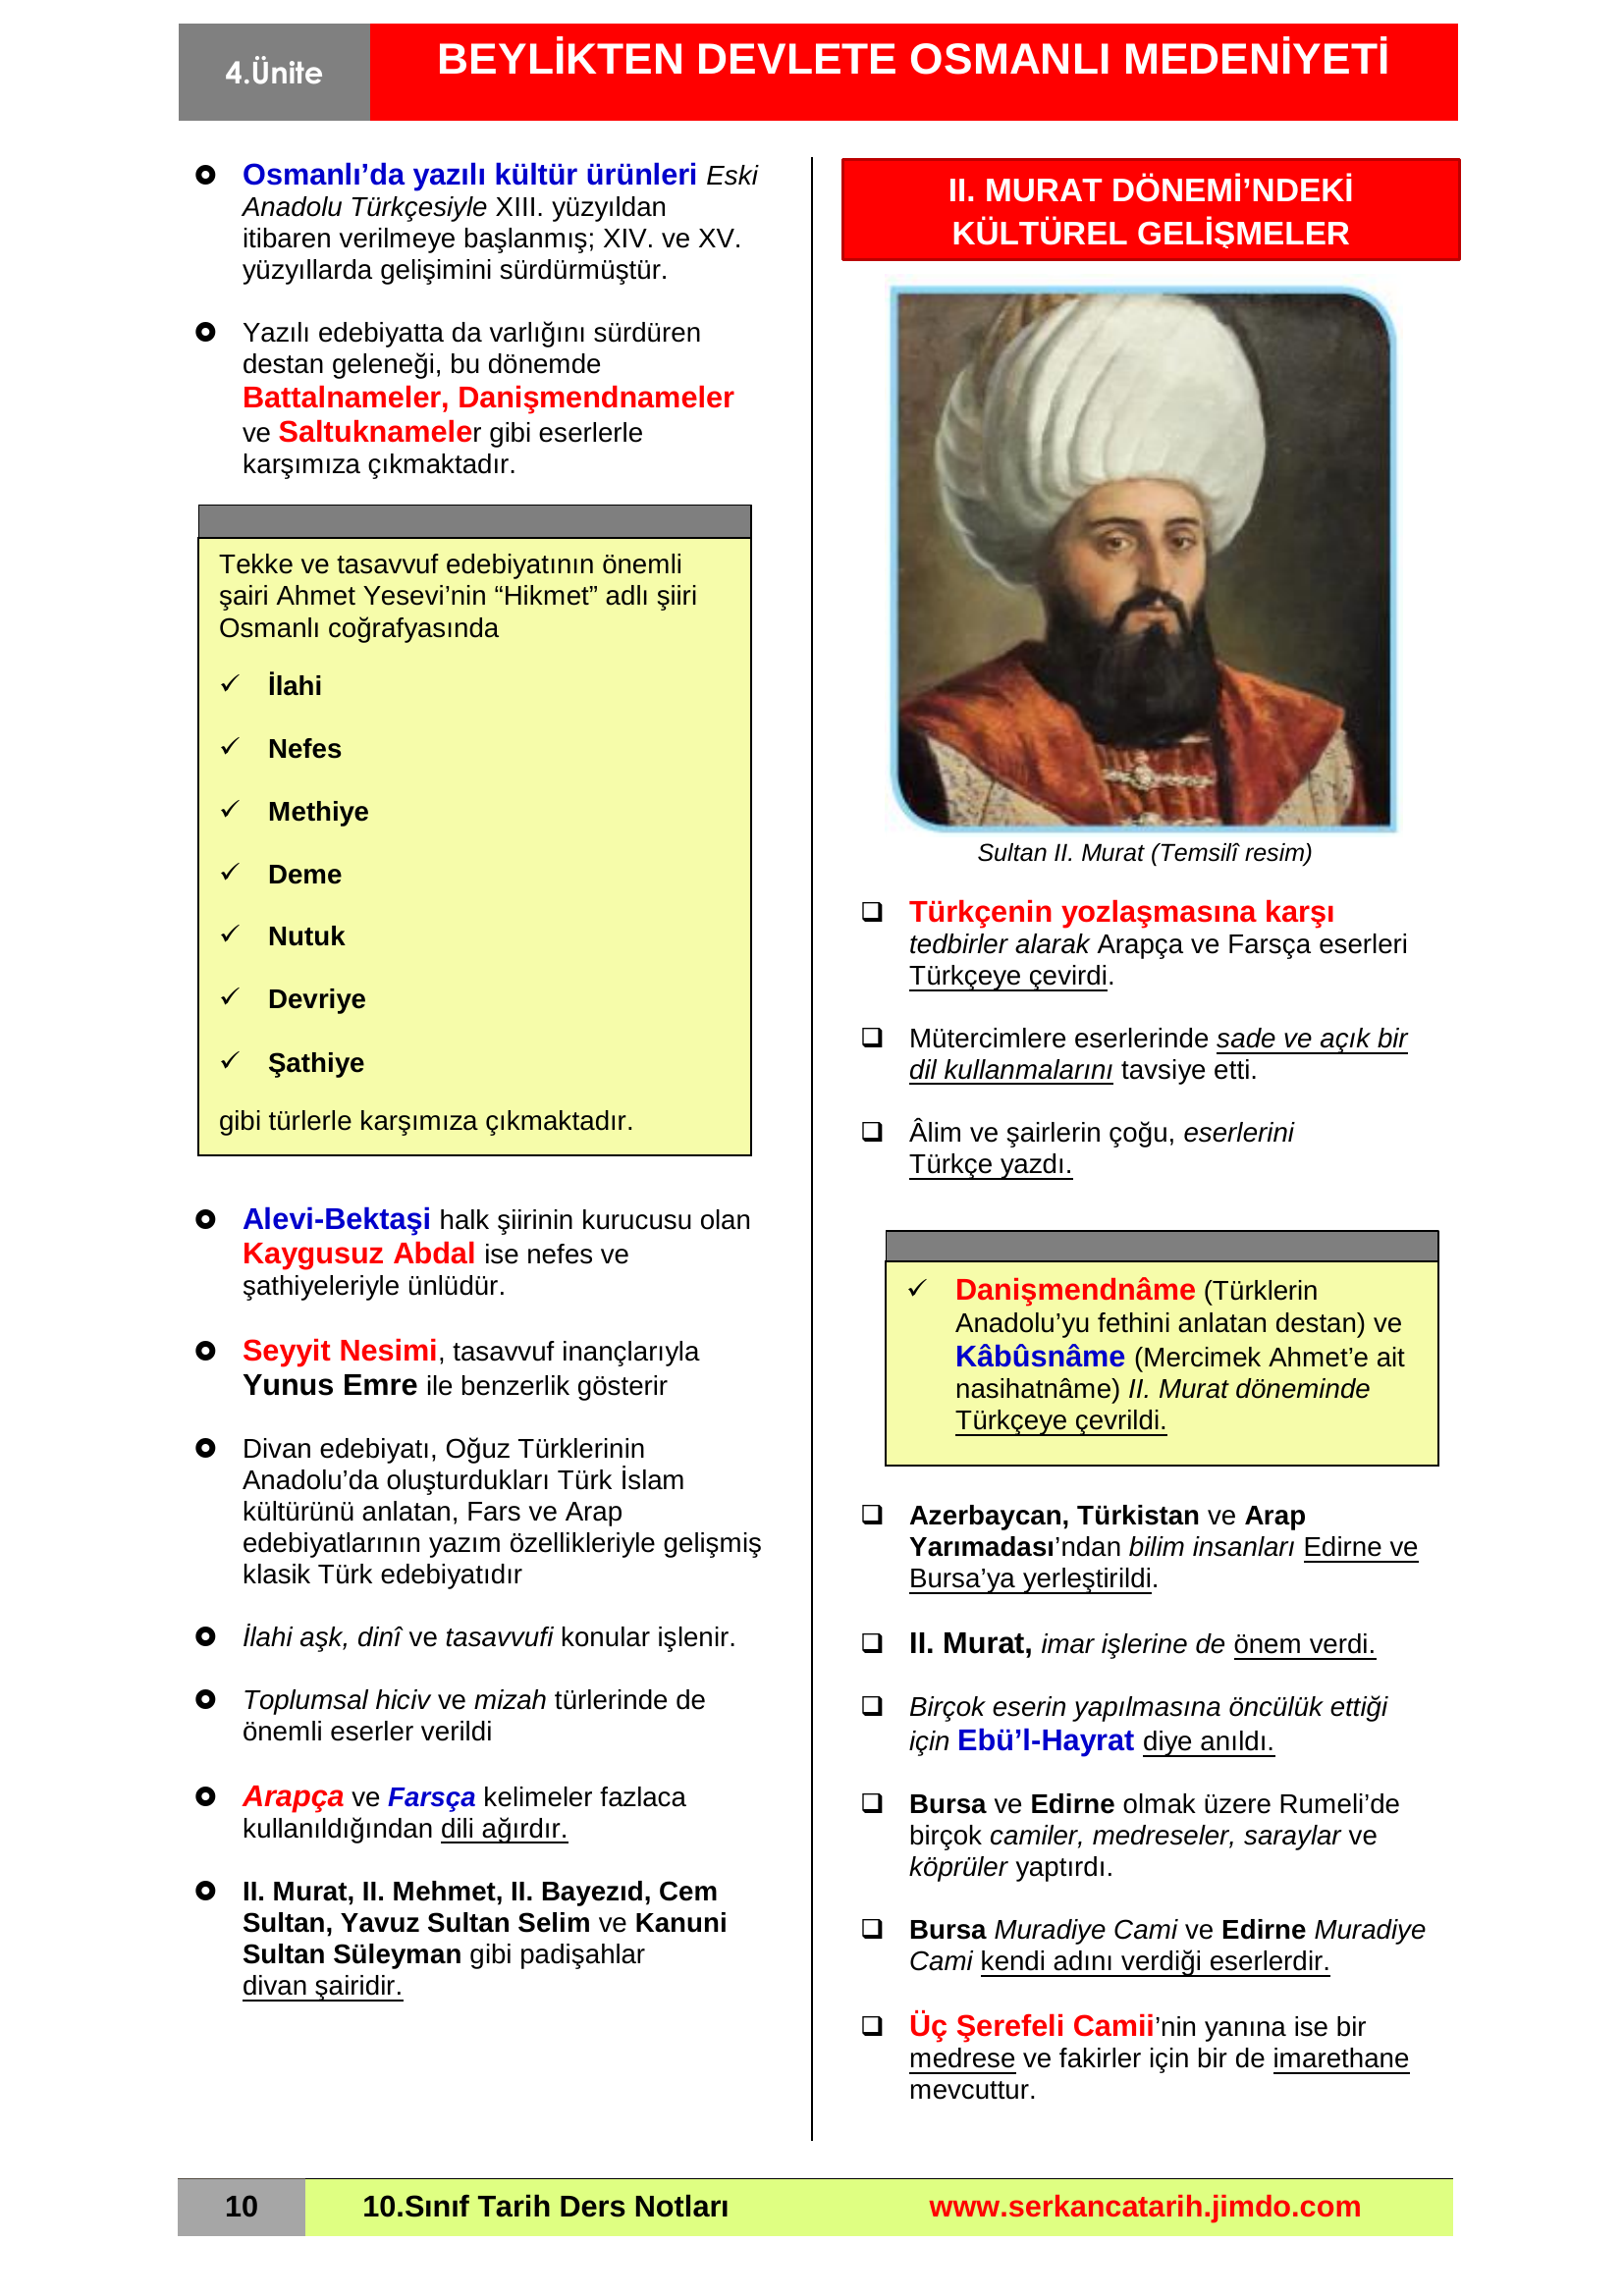 4.Ünite
BEYLİKTEN DEVLETE OSMANLI MEDENİYETİ
Osmanlı’da yazılı kültür ürünleri Eski
Anadolu Türkçesiyle XIII. yüzyıldan
itibaren verilmeye başlanmış; XIV. ve XV.
yüzyıllarda gelişimini sürdürmüştür.
Yazılı edebiyatta da varlığını sürdüren
destan geleneği, bu dönemde
Battalnameler, Danişmendnameler
ve Saltuknameler gibi eserlerle
karşımıza çıkmaktadır.
Tekke ve tasavvuf edebiyatının önemli
şairi Ahmet Yesevi’nin “Hikmet” adlı şiiri
Osmanlı coğrafyasında
✓ İlahi
✓ Nefes
✓ Methiye
✓ Deme
✓ Nutuk
✓ Devriye
✓ Şathiye
gibi türlerle karşımıza çıkmaktadır.
Alevi-Bektaşi halk şiirinin kurucusu olan
Kaygusuz Abdal ise nefes ve
şathiyeleriyle ünlüdür.
Seyyit Nesimi, tasavvuf inançlarıyla
Yunus Emre ile benzerlik gösterir
Divan edebiyatı, Oğuz Türklerinin
Anadolu’da oluşturdukları Türk İslam
kültürünü anlatan, Fars ve Arap
edebiyatlarının yazım özellikleriyle gelişmiş
klasik Türk edebiyatıdır
İlahi aşk, dinî ve tasavvufi konular işlenir.
Toplumsal hiciv ve mizah türlerinde de
önemli eserler verildi
Arapça ve Farsça kelimeler fazlaca
kullanıldığından dili ağırdır.
II. Murat, II. Mehmet, II. Bayezıd, Cem
Sultan, Yavuz Sultan Selim ve Kanuni
Sultan Süleyman gibi padişahlar
divan şairidir.
II. MURAT DÖNEMİ’NDEKİ
KÜLTÜREL GELİŞMELER
Sultan II. Murat (Temsilî resim)
Türkçenin yozlaşmasına karşı
tedbirler alarak Arapça ve Farsça eserleri
Türkçeye çevirdi.
Mütercimlere eserlerinde sade ve açık bir
dil kullanmalarını tavsiye etti.
Âlim ve şairlerin çoğu, eserlerini
Türkçe yazdı.
✓ Danişmendnâme (Türklerin
Anadolu’yu fethini anlatan destan) ve
Kâbûsnâme (Mercimek Ahmet’e ait
nasihatnâme) II. Murat döneminde
Türkçeye çevrildi.
Azerbaycan, Türkistan ve Arap
Yarımadası’ndan bilim insanları Edirne ve
Bursa’ya yerleştirildi.
II. Murat, imar işlerine de önem verdi.
Birçok eserin yapılmasına öncülük ettiği
için Ebü’l-Hayrat diye anıldı.
Bursa ve Edirne olmak üzere Rumeli’de
birçok camiler, medreseler, saraylar ve
köprüler yaptırdı.
Bursa Muradiye Cami ve Edirne Muradiye
Cami kendi adını verdiği eserlerdir.
Üç Şerefeli Camii’nin yanına ise bir
medrese ve fakirler için bir de imarethane
mevcuttur.
10
10.Sınıf Tarih Ders Notları
www.serkancatarih.jimdo.com